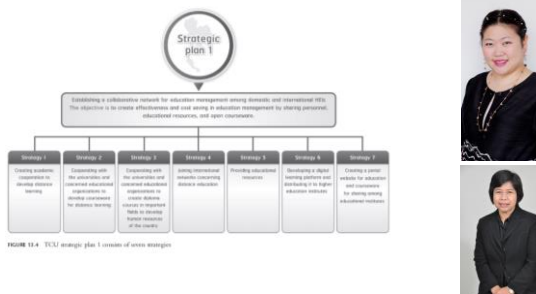 Strategic
plan 1
Establishing a collaborative network for education management among domestic and international HEIs.
The objective is to create effectiveness and cost saving in education management by sharing personnel,
educational resources, and open courseware.
Strategy 1
Creating academic
cooperation to
develop distance
learning
Strategy 2
Cooperating with
the universities and
concerned educational
organizations to
develop courseware
for distance learning
Strategy 3
Cooperating with
the universities and
concerned educational
organizations to
create diploma
courses in important
fields to develop
human resources
of the country
Strategy 4
Joining international
networks concerning
distance education
Strategy 5
Providing educational
resources
Strategy 6
Developing a digital
learning platform and
distributing it to higher
education institutes
Strategy 7
Creating a portal
website for education
and courseware
for sharing among
educational institutes
FIGURE 13.4 TCU strategic plan 1 consists of seven strategies